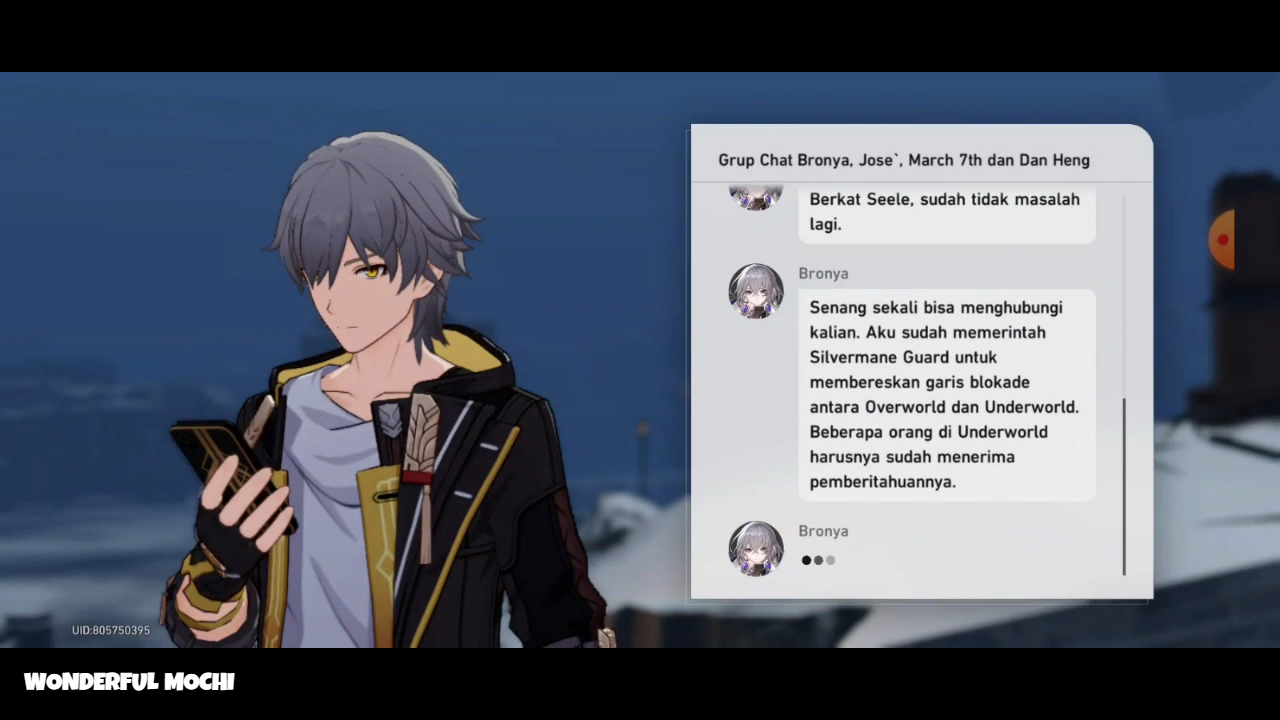 Grup Chat Bronya, Jose`, March 7th dan Dan Heng
Berkat Seele, sudah tidak masalah
lagi.
Bronya
Senang sekali bisa menghubungi
kalian. Aku sudah memerintah
Silvermane Guard untuk
membereskan garis blokade
antara Overworld dan Underworld.
Beberapa orang di Underworld
harusnya sudah menerima
pemberitahuannya.
Bronya
UID:805750395
WONDERFUL MOCHI